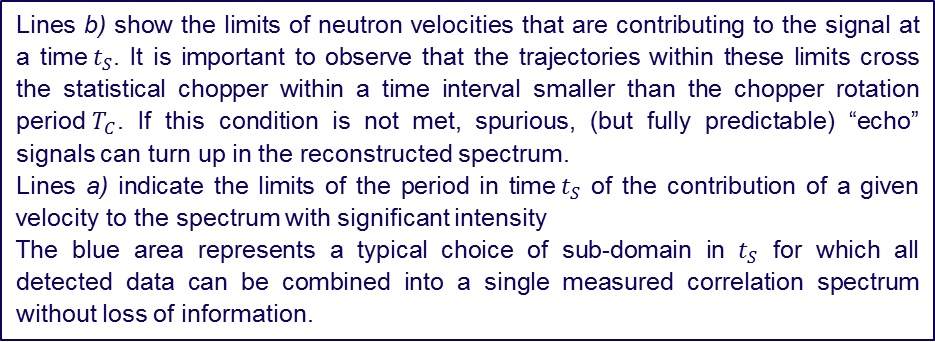 Lines b) show the limits of neutron velocities that are contributing to the signal at
a time t_S. It is important to observe that the trajectories within these limits cross
the statistical chopper within a time interval smaller than the chopper rotation
period T_C. If this condition is not met, spurious, (but fully predictable) “echo”
signals can turn up in the reconstructed spectrum.
Lines a) indicate the limits of the period in time t_S of the contribution of a given
velocity to the spectrum with significant intensity
The blue area represents a typical choice of sub-domain in t_S for which all
detected data can be combined into a single measured correlation spectrum
without loss of information.